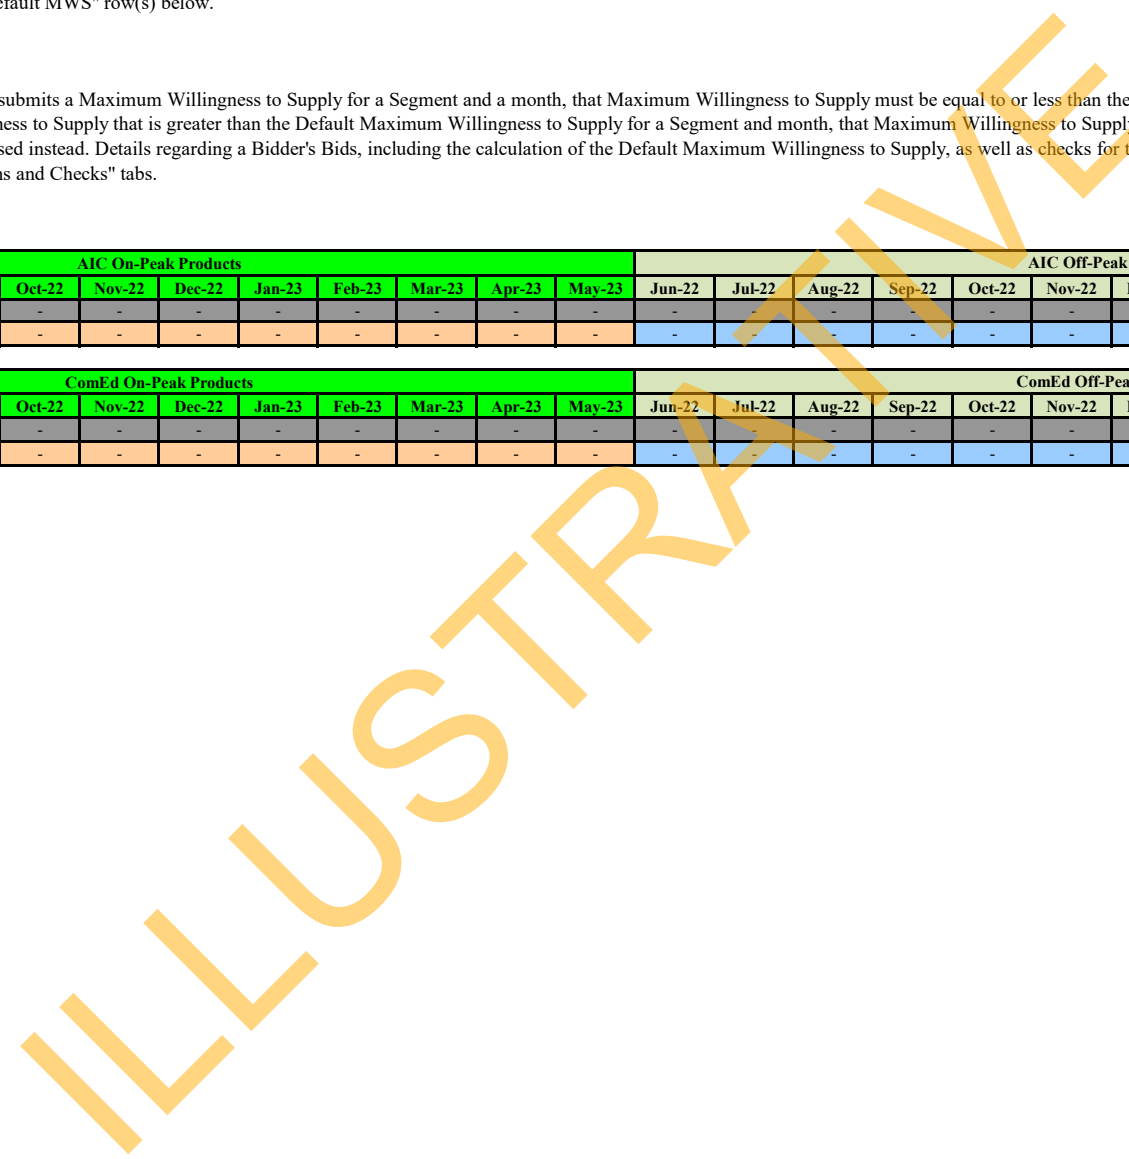 efault MWS" row(s) below.
submits a Maximum Willingness to Supply for a Segment and a month, that Maximum Willingness to Supply must be equal to or less than the
ness to Supply that is greater than the Default Maximum Willingness to Supply for a Segment and month, that Maximum Willingness to Suppl
sed instead. Details regarding a Bidder's Bids, including the calculation of the Default Maximum Willingness to Supply, as well as checks for t
ns and Checks" tabs.
AIC On-Peak Products AIC Off-Peak
Oct-22 Nov-22 Dec-22 Jan-23 Feb-23 Mar-23 Apr-23 May-23 Jun-22 Jul-22 Aug-22 Sep-22 Oct-22 Nov-22
- - - - - - - - - - - - - -
- - - - - - - - - - - - - -
ComEd On-Peak Products ComEd Off-Pea
Oct-22 Nov-22 Dec-22 Jan-23 Feb-23 Mar-23 Apr-23 May-23 Jun-22 Jul-22 Aug-22 Sep-22 Oct-22 Nov-22
- - - - - - - - - - - - - -
- - - - - - - - - - - - - -
ILLUSTRATIVE